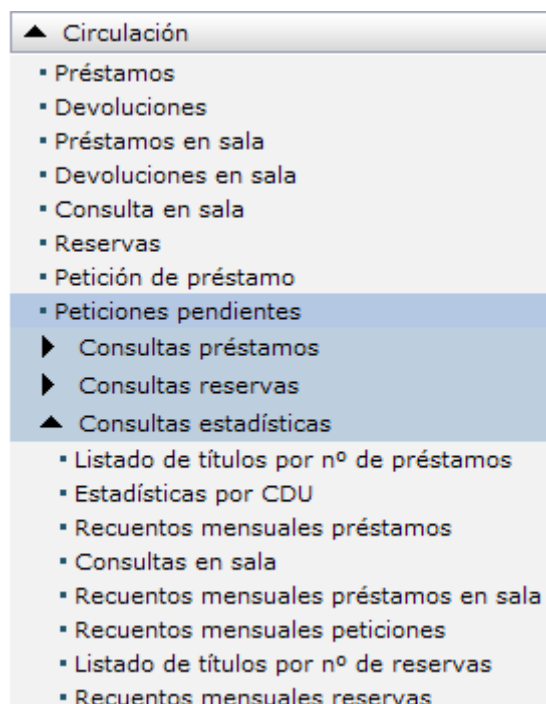 Circulación
Préstamos
Devoluciones
Préstamos en sala
Devoluciones en sala
Consulta en sala
Reservas
Petición de préstamo
Peticiones pendientes
Consultas préstamos
Consultas reservas
Consultas estadísticas
Listado de títulos por nº de préstamos
Estadísticas por CDU
Recuentos mensuales préstamos
Consultas en sala
Recuentos mensuales préstamos en sala
Recuentos mensuales peticiones
Listado de títulos por nº de reservas
Recuentos mensuales reservas